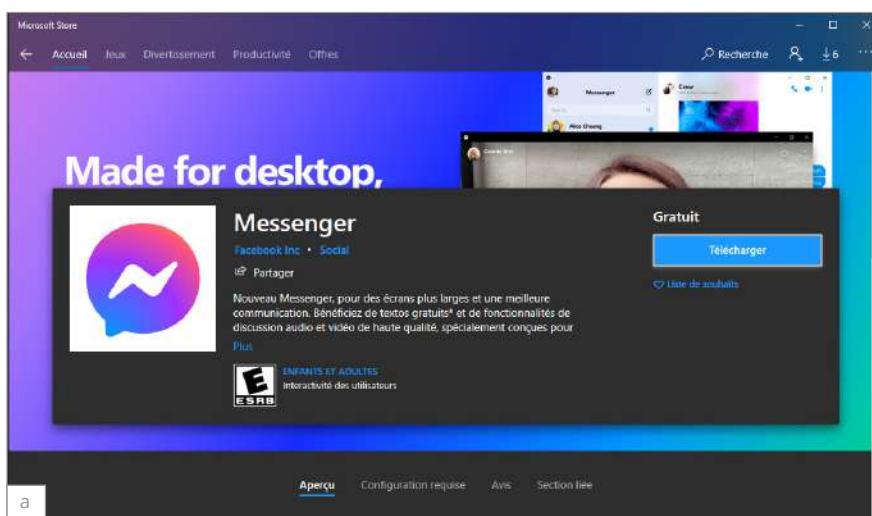 Microsoft Store
Accueil Jeux Divertissement Productivité Offres
Recherche
6
Messenger
Alice Cheung
Made for desktop,
Messenger
Facebook Inc • Social
Partager
Nouveau Messenger, pour des écrans plus larges et une meilleure
communication. Bénéficiez de textos gratuits* et de fonctionnalités de
discussion audio et vidéo de haute qualité, spécialement conçues pour
Plus
E
ESRB
ENFANTS ET ADULTES
Interactivité des utilisateurs
Gratuit
Télécharger
Liste de souhaits
Aperçu Configuration requise Avis Section liée
a